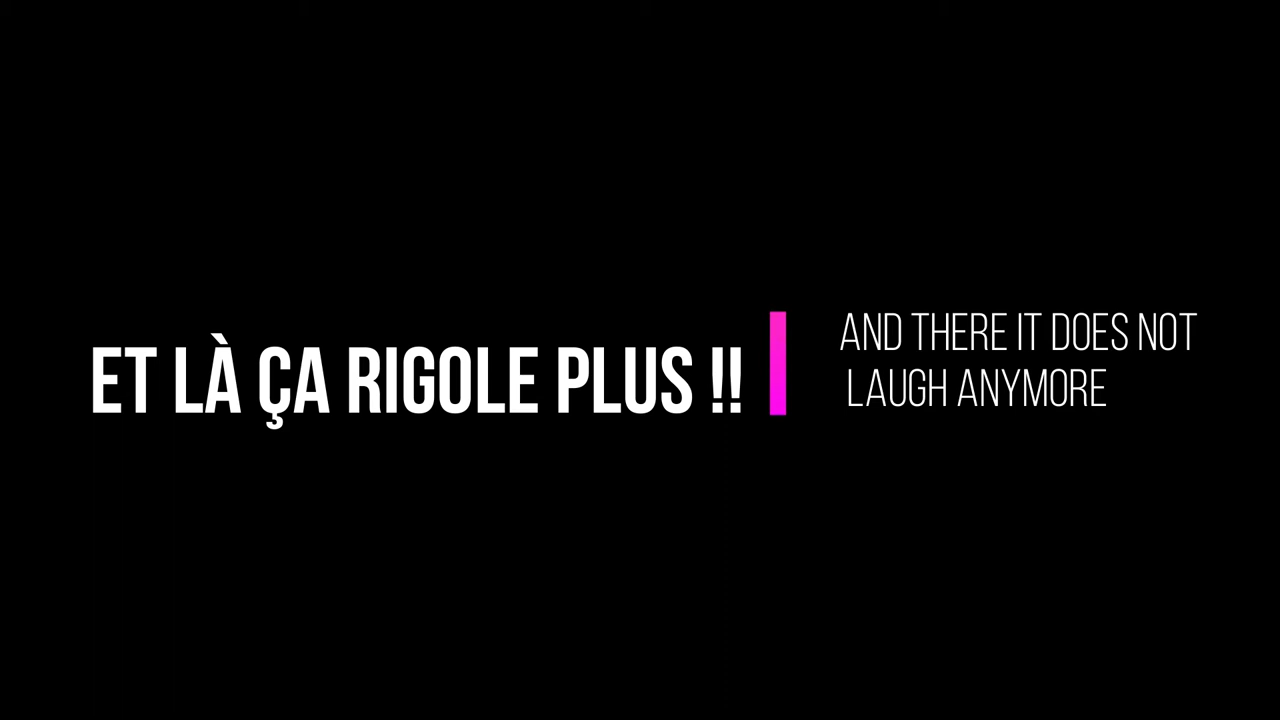 ET LÀ ÇA RIGOLE PLUS !!
AND THERE IT DOES NOT
LAUGH ANYMORE